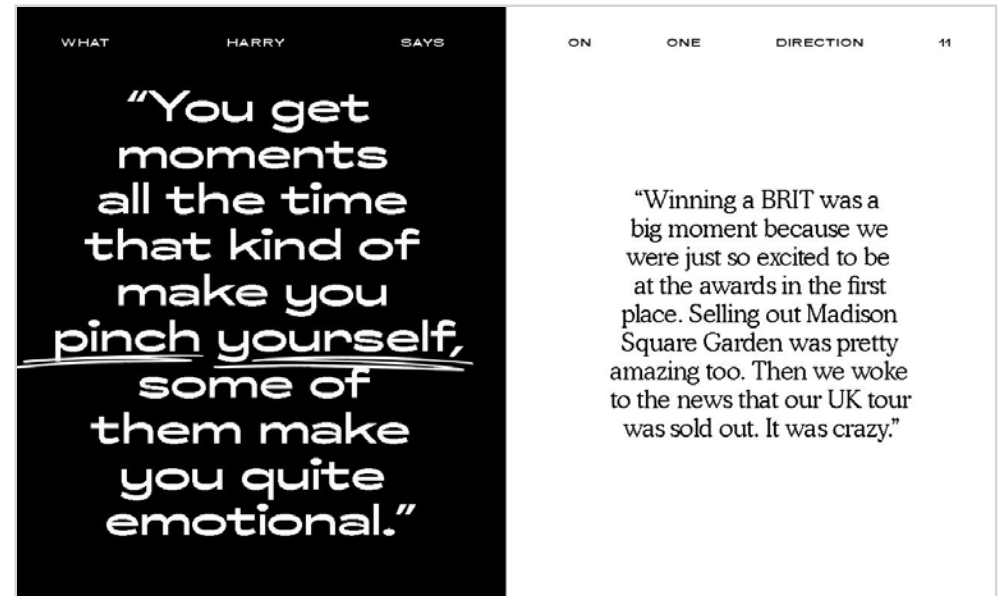 WHAT HARRY SAYS
“You get
moments
all the time
that kind of
make you
pinch yourself,
some of
them make
you quite
emotional.”
ON ONE DIRECTION 11
“Winning a BRIT was a
big moment because we
were just so excited to be
at the awards in the first
place. Selling out Madison
Square Garden was pretty
amazing too. Then we woke
to the news that our UK tour
was sold out. It was crazy.”